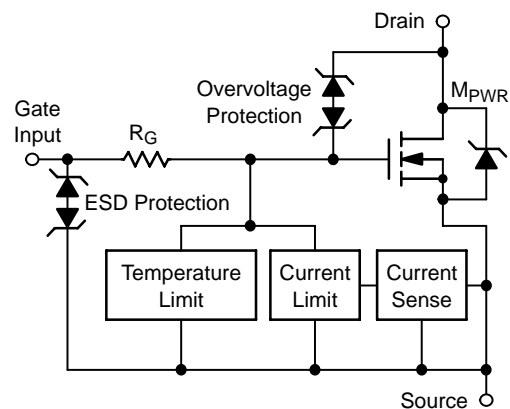 Drain
Overvoltage
Protection
MPWR
Gate
Input
RG
ESD Protection
Temperature
Limit
Current
Limit
Current
Sense
Source